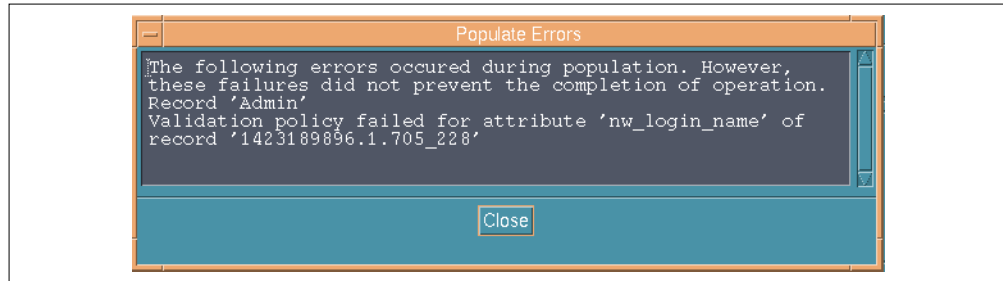 Populate Errors
The following errors occured during population. However,
these failures did not prevent the completion of operation.
Record 'Admin'
Validation policy failed for attribute 'nw_login_name' of
record '1423189896.1.705_228'
Close